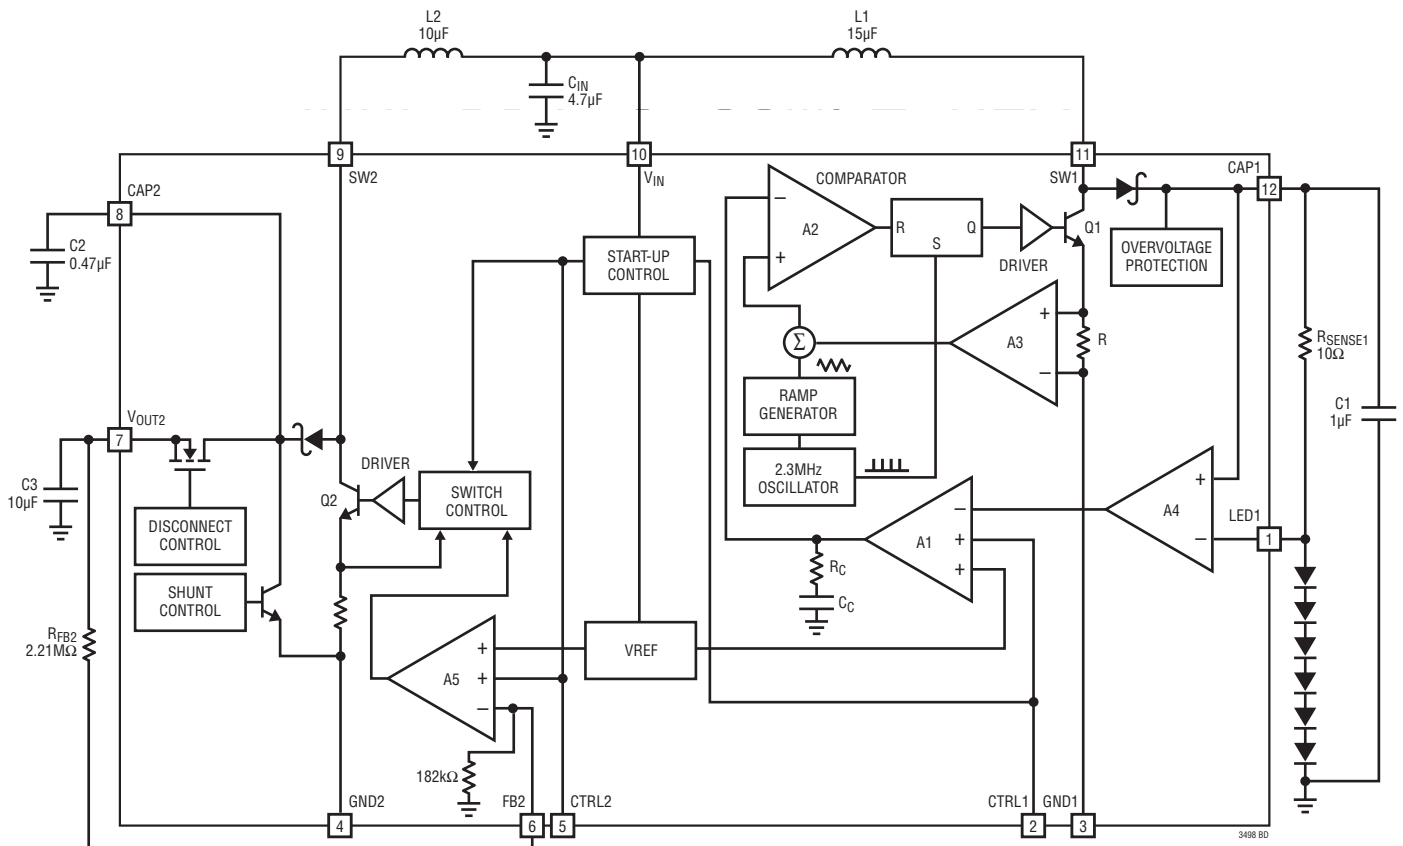 L2
10µF
L1
15µF
CIN
4.7µF
9
10
11
SW2
VIN
SW1
CAP1
12
CAP2
8
C2
0.47µF
COMPARATOR
–
A2
+
R
S
Q
DRIVER
Q1
OVERVOLTAGE
PROTECTION
START-UP
CONTROL
+
A3
–
R
RSENSE1
10Ω
C1
1µF
Σ
RAMP
GENERATOR
2.3MHz
OSCILLATOR
VOUT2
7
C3
10µF
DISCONNECT
CONTROL
SHUNT
CONTROL
DRIVER
Q2
SWITCH
CONTROL
–
A1
+
+
+
A4
–
LED1
1
RC
CC
RFB2
2.21MΩ
+
A5
+
–
VREF
182kΩ
GND2
FB2
CTRL2
CTRL1
GND1
4
6
5
2
3
3498 BD